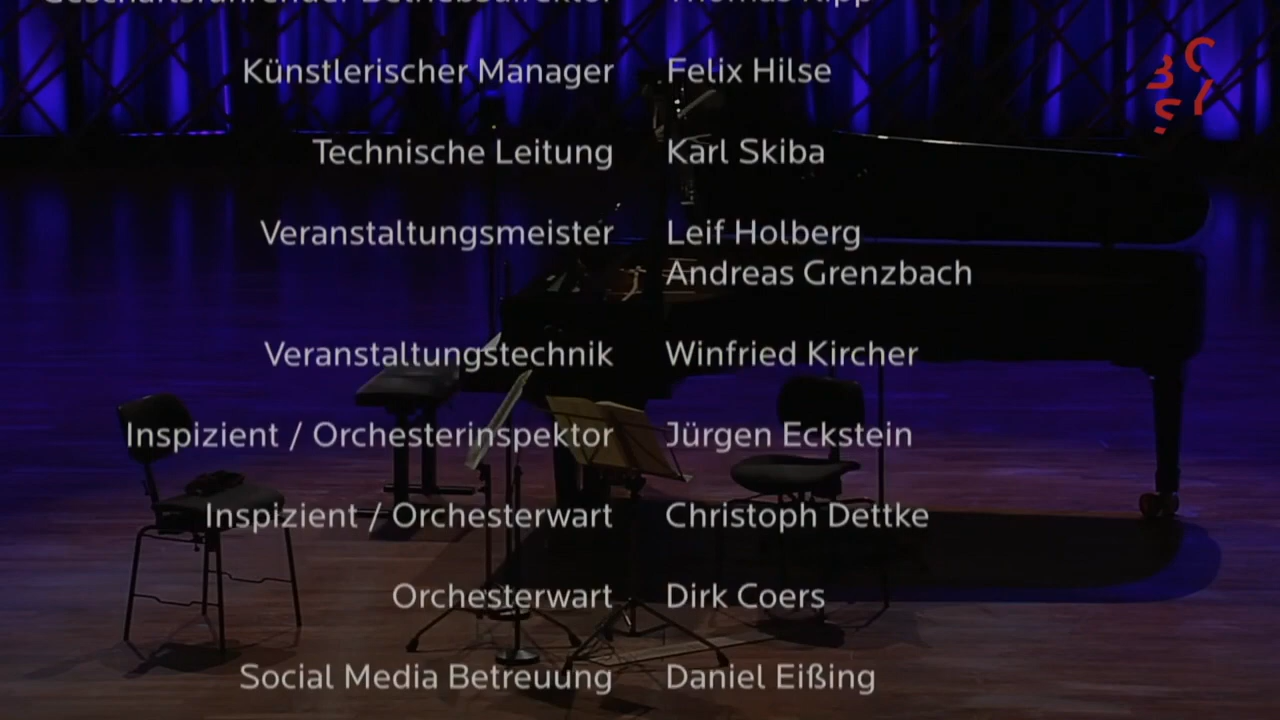 Künstlerischer Manager Felix Hilse
Technische Leitung Karl Skiba
Veranstaltungsmeister Leif Holberg
Andreas Grenzbach
Veranstaltungstechnik Winfried Kircher
Inspizient / Orchesterinspektor Jürgen Eckstein
Inspizient / Orchesterwart Christoph Dettke
Orchesterwart Dirk Coers
Social Media Betreuung Daniel Eißing